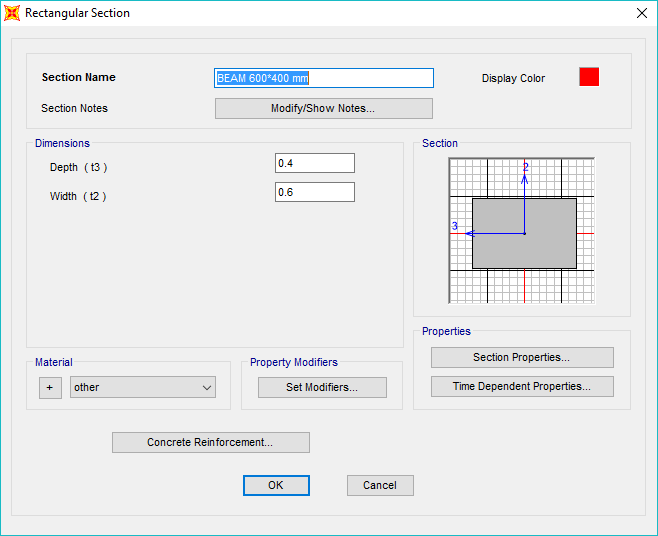 Rectangular Section
Section Name
BEAM 600*400 mm
Display Color
Section Notes
Modify/Show Notes...
Dimensions
Depth ( t3 )
0.4
Width ( t2 )
0.6
Section
2
3
Properties
Section Properties...
Time Dependent Properties...
Material
+
other
Property Modifiers
Set Modifiers...
Concrete Reinforcement...
OK
Cancel